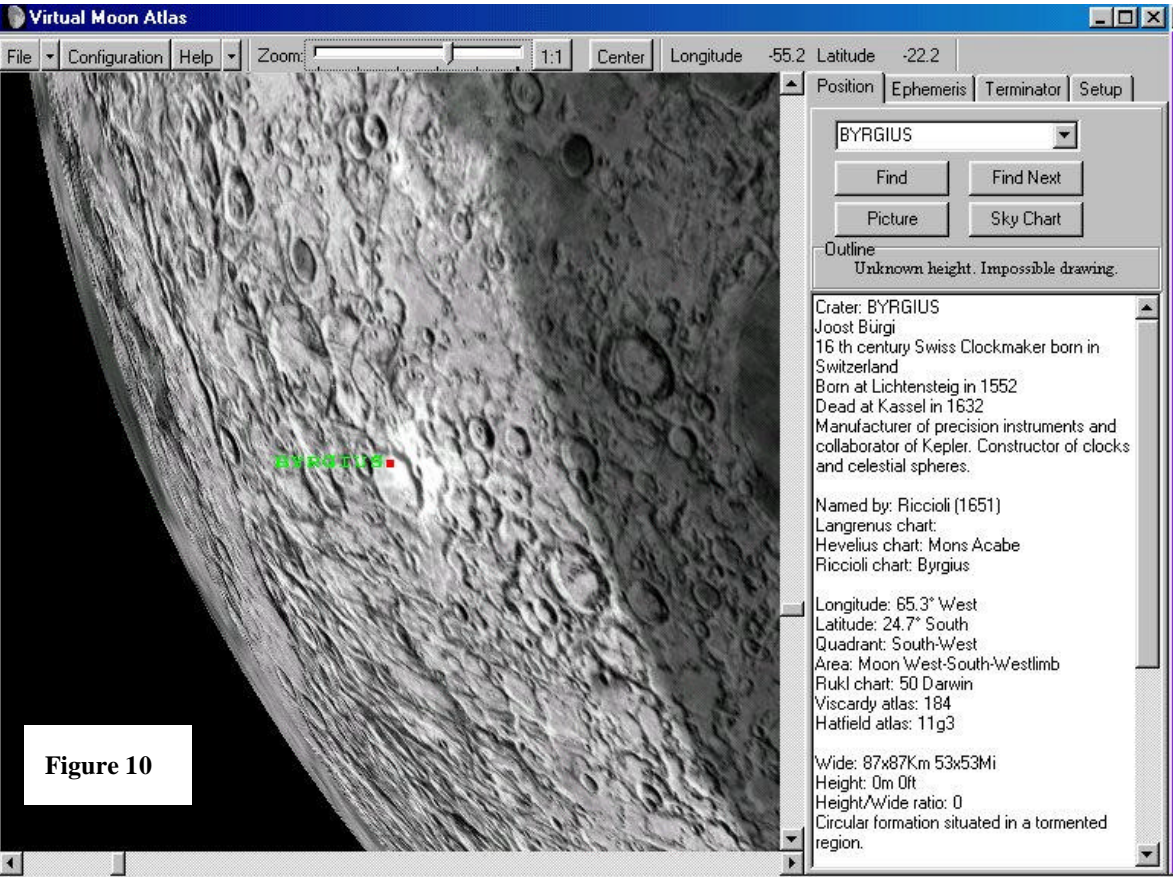 Virtual Moon Atlas
File Configuration Help Zoom: 1:1 Center Longitude -55.2 Latitude -22.2
Position Ephemeris Terminator Setup
BYRGIUS
Find Find Next
Picture Sky Chart
Outline
Unknown height. Impossible drawing.
Crater: BYRGIUS
Joost Bürgi
16 th century Swiss Clockmaker born in
Switzerland
Born at Lichtensteig in 1552
Dead at Kassel in 1632
Manufacturer of precision instruments and
collaborator of Kepler. Constructor of clocks
and celestial spheres.
Named by: Riccioli (1651)
Langrenus chart:
Hevelius chart: Mons Acabe
Riccioli chart: Byrgius
Longitude: 65.3° West
Latitude: 24.7° South
Quadrant: South-West
Area: Moon West-South-Westlimb
Rukl chart: 50 Darwin
Viscardy atlas: 184
Hatfield atlas: 11g3
Wide: 87x87Km 53x53Mi
Height: 0m 0ft
Height/Wide ratio: 0
Circular formation situated in a tormented
region.
BYRGIUS
Figure 10